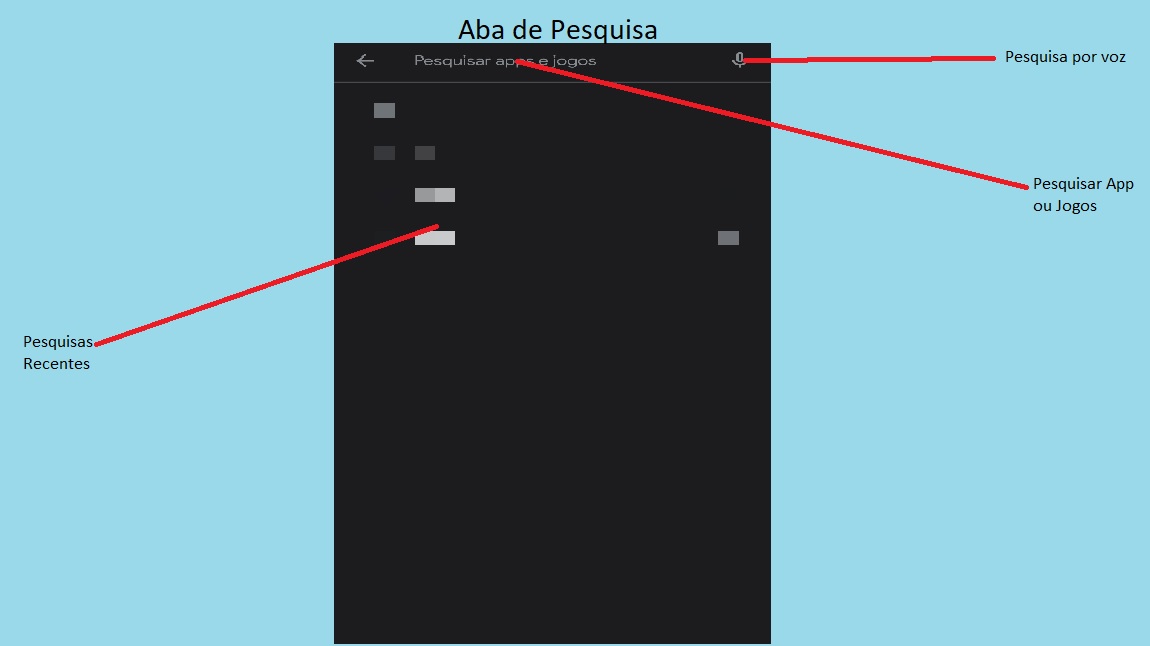 Aba de Pesquisa
Pesquisar apps e jogos
Pesquisa por voz
Pesquisar App
ou Jogos
Pesquisas
Recentes